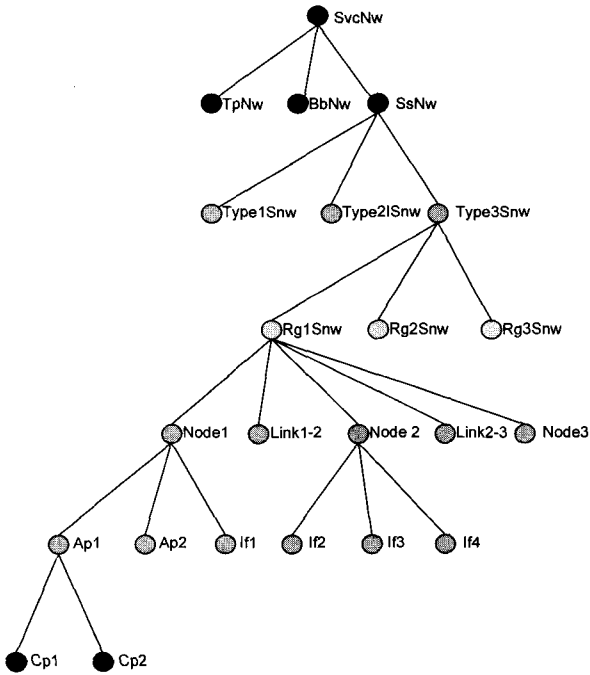 SvcNw
TpNw BbNw SsNw
Type1Snw Type2ISnw Type3Snw
Rg1Snw Rg2Snw Rg3Snw
Node1 Link1-2 Node 2 Link2-3 Node3
Ap1 Ap2 If1 If2 If3 If4
Cp1 Cp2